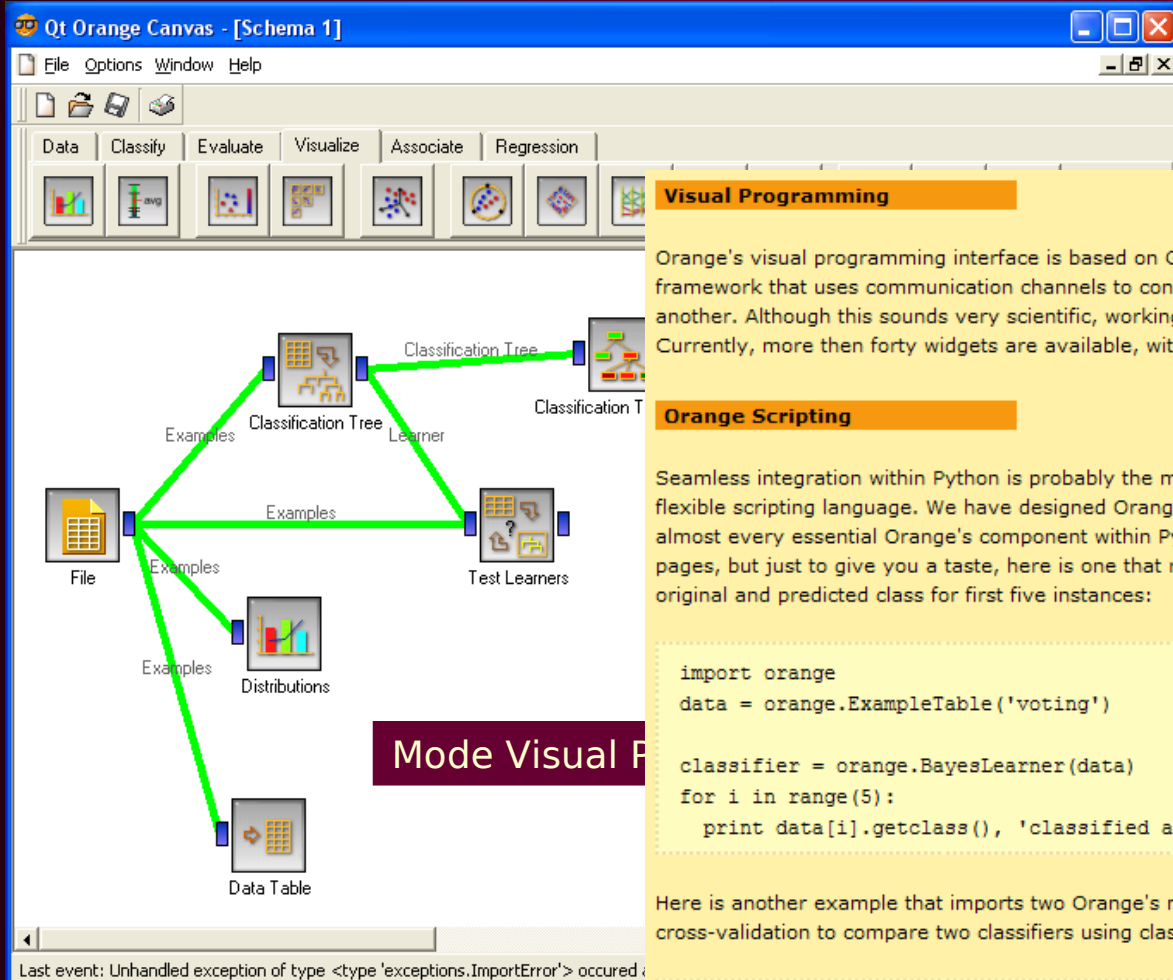 Qt Orange Canvas - [Schema 1]
File Options Window Help
Data Classify Evaluate Visualize Associate Regression
avg
Classification Tree
Classification Tree
Classification T
Examples
Learner
Examples
File
Test Learners
Examples
Distributions
Examples
Data Table
Mode Visual
Last event: Unhandled exception of type <type 'exceptions.ImportError'> occured
Visual Programming
Orange's visual programming interface is based on
framework that uses communication channels to con
another. Although this sounds very scientific, working
Currently, more then forty widgets are available, wit
Orange Scripting
Seamless integration within Python is probably the m
flexible scripting language. We have designed Orang
almost every essential Orange's component within Py
pages, but just to give you a taste, here is one that
original and predicted class for first five instances:
import orange
data = orange.ExampleTable('voting')
classifier = orange.BayesLearner(data)
for i in range(5):
print data[i].getclass(), 'classified a
Here is another example that imports two Orange's
cross-validation to compare two classifiers using clas